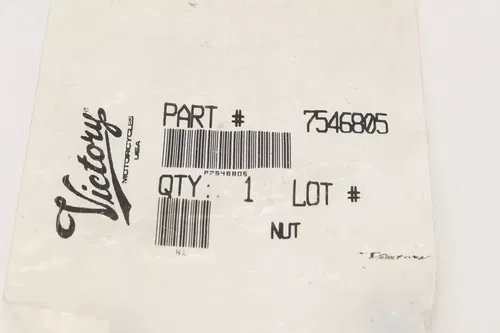 Victory®
MOTORCYCLES
USA
PART # 7546805
P7546805
QTY: 1 LOT #
NUT